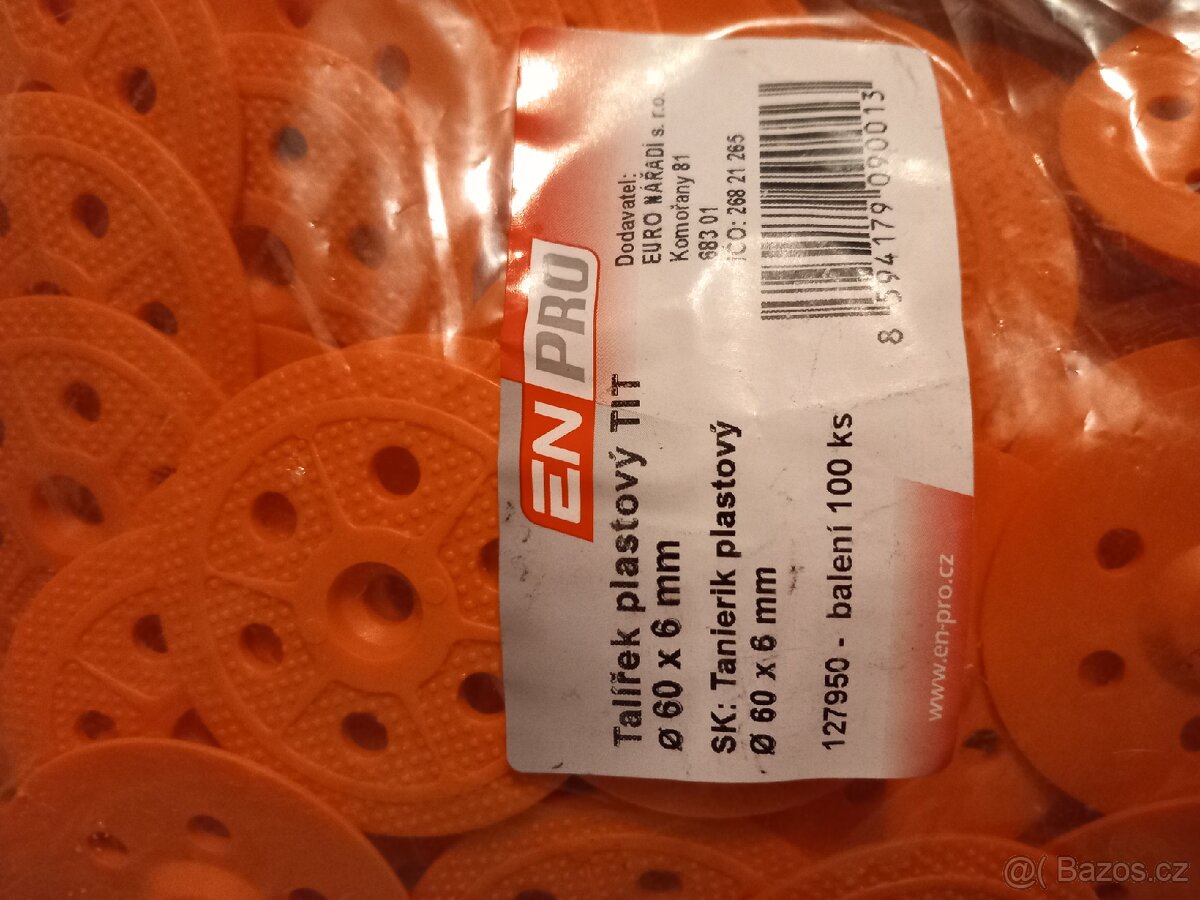 EN PRO
Talířek plastový TIT
Ø 60 x 6 mm
SK: Tanierik plastový
Ø 60 x 6 mm
127950 - balení 100 ks
www.en-pro.cz
Dodavatel:
EURO NÁŘADÍ s. r.o.
Komořany 81
683 01
IČO: 268 21 265
8 594179 090013
@( Bazos.cz